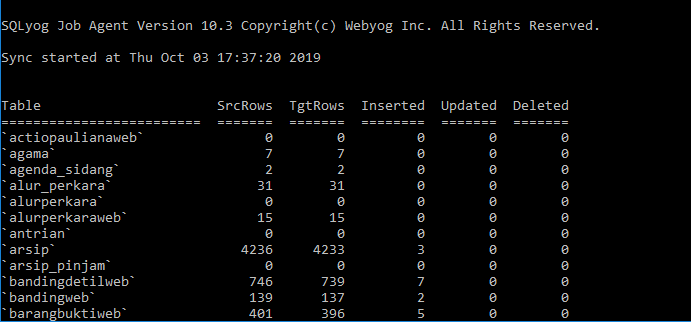 SQLyog Job Agent Version 10.3 Copyright(c) Webyog Inc. All Rights Reserved.
Sync started at Thu Oct 03 17:37:20 2019
Table SrcRows TgtRows Inserted Updated Deleted
========================= ======= ======= ======== ======= =======
`actiopaulianaweb` 0 0 0 0 0
`agama` 7 7 0 0 0
`agenda_sidang` 2 2 0 0 0
`alur_perkara` 31 31 0 0 0
`alurperkara` 0 0 0 0 0
`alurperkaraweb` 15 15 0 0 0
`antrian` 0 0 0 0 0
`arsip` 4236 4233 3 0 0
`arsip_pinjam` 0 0 0 0 0
`bandingdetilweb` 746 739 7 0 0
`bandingweb` 139 137 2 0 0
`barangbuktiweb` 401 396 5 0 0